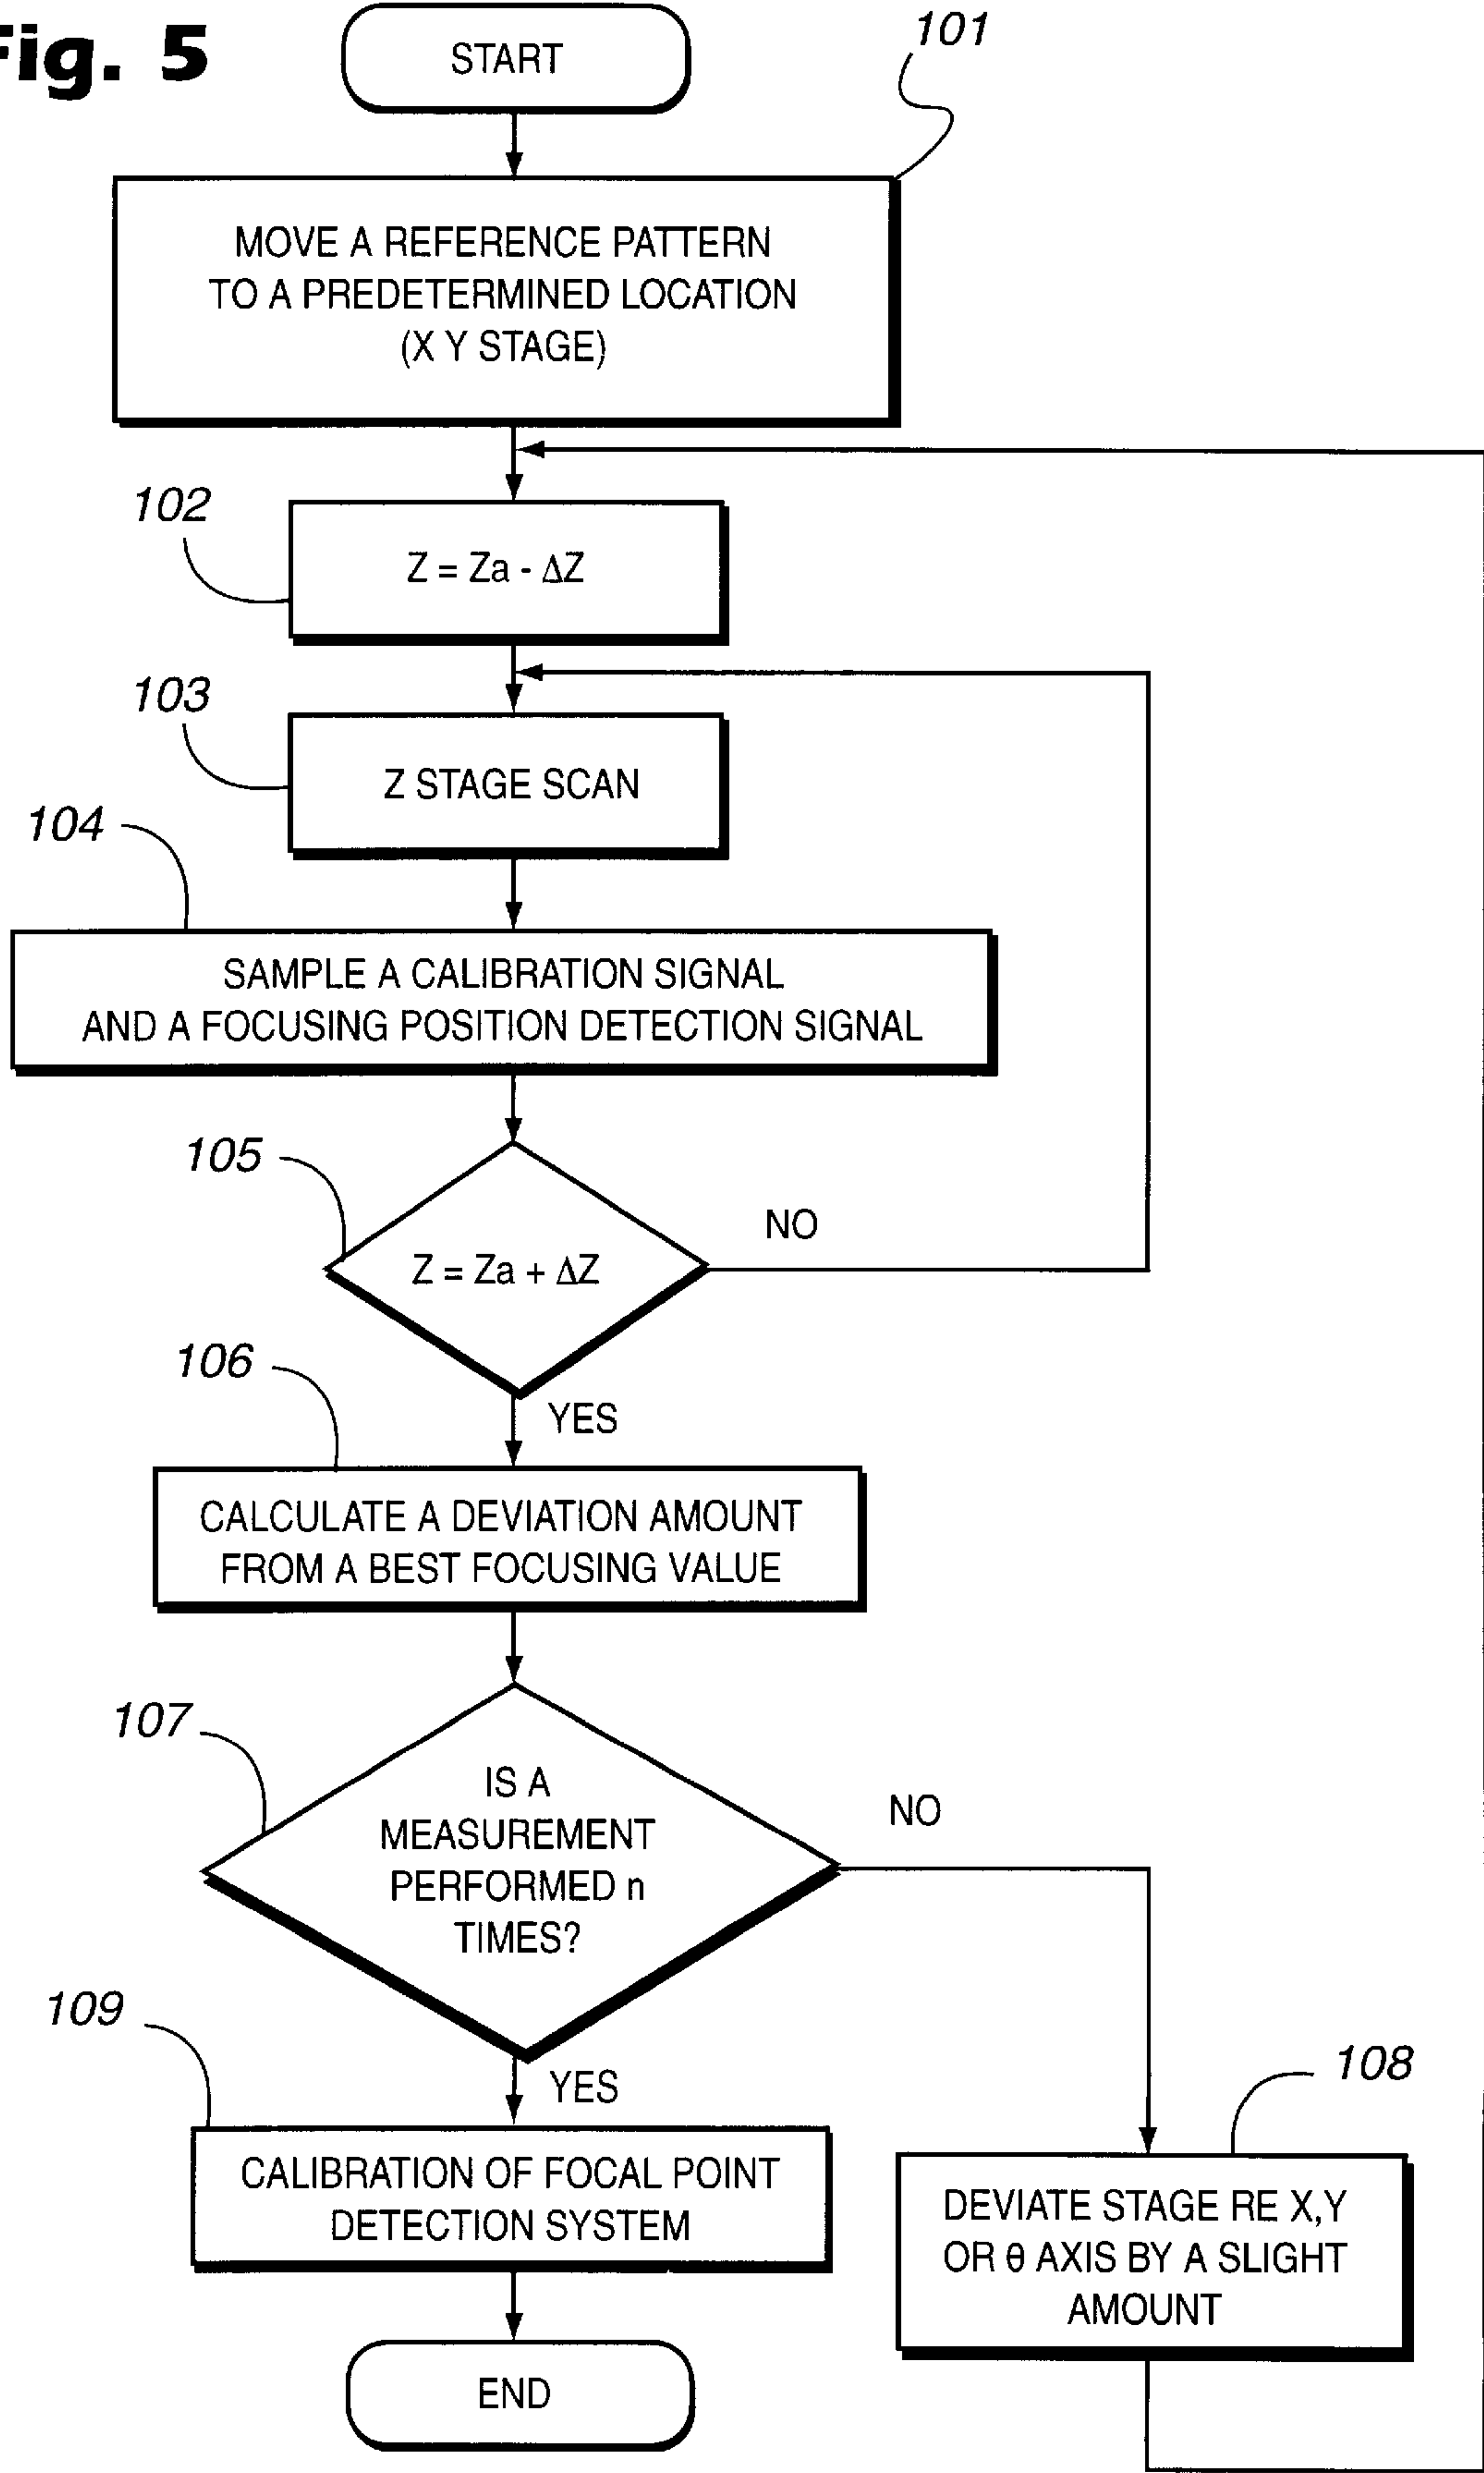 Fig. 5
START
101
MOVE A REFERENCE PATTERN
TO A PREDETERMINED LOCATION
(X Y STAGE)
102
Z = Za - ΔZ
103
Z STAGE SCAN
104
SAMPLE A CALIBRATION SIGNAL
AND A FOCUSING POSITION DETECTION SIGNAL
105
NO
Z = Za + ΔZ
106
YES
CALCULATE A DEVIATION AMOUNT
FROM A BEST FOCUSING VALUE
107
IS A
MEASUREMENT
PERFORMED n
TIMES?
NO
109
YES
108
CALIBRATION OF FOCAL POINT
DETECTION SYSTEM
DEVIATE STAGE RE X,Y
OR θ AXIS BY A SLIGHT
AMOUNT
END